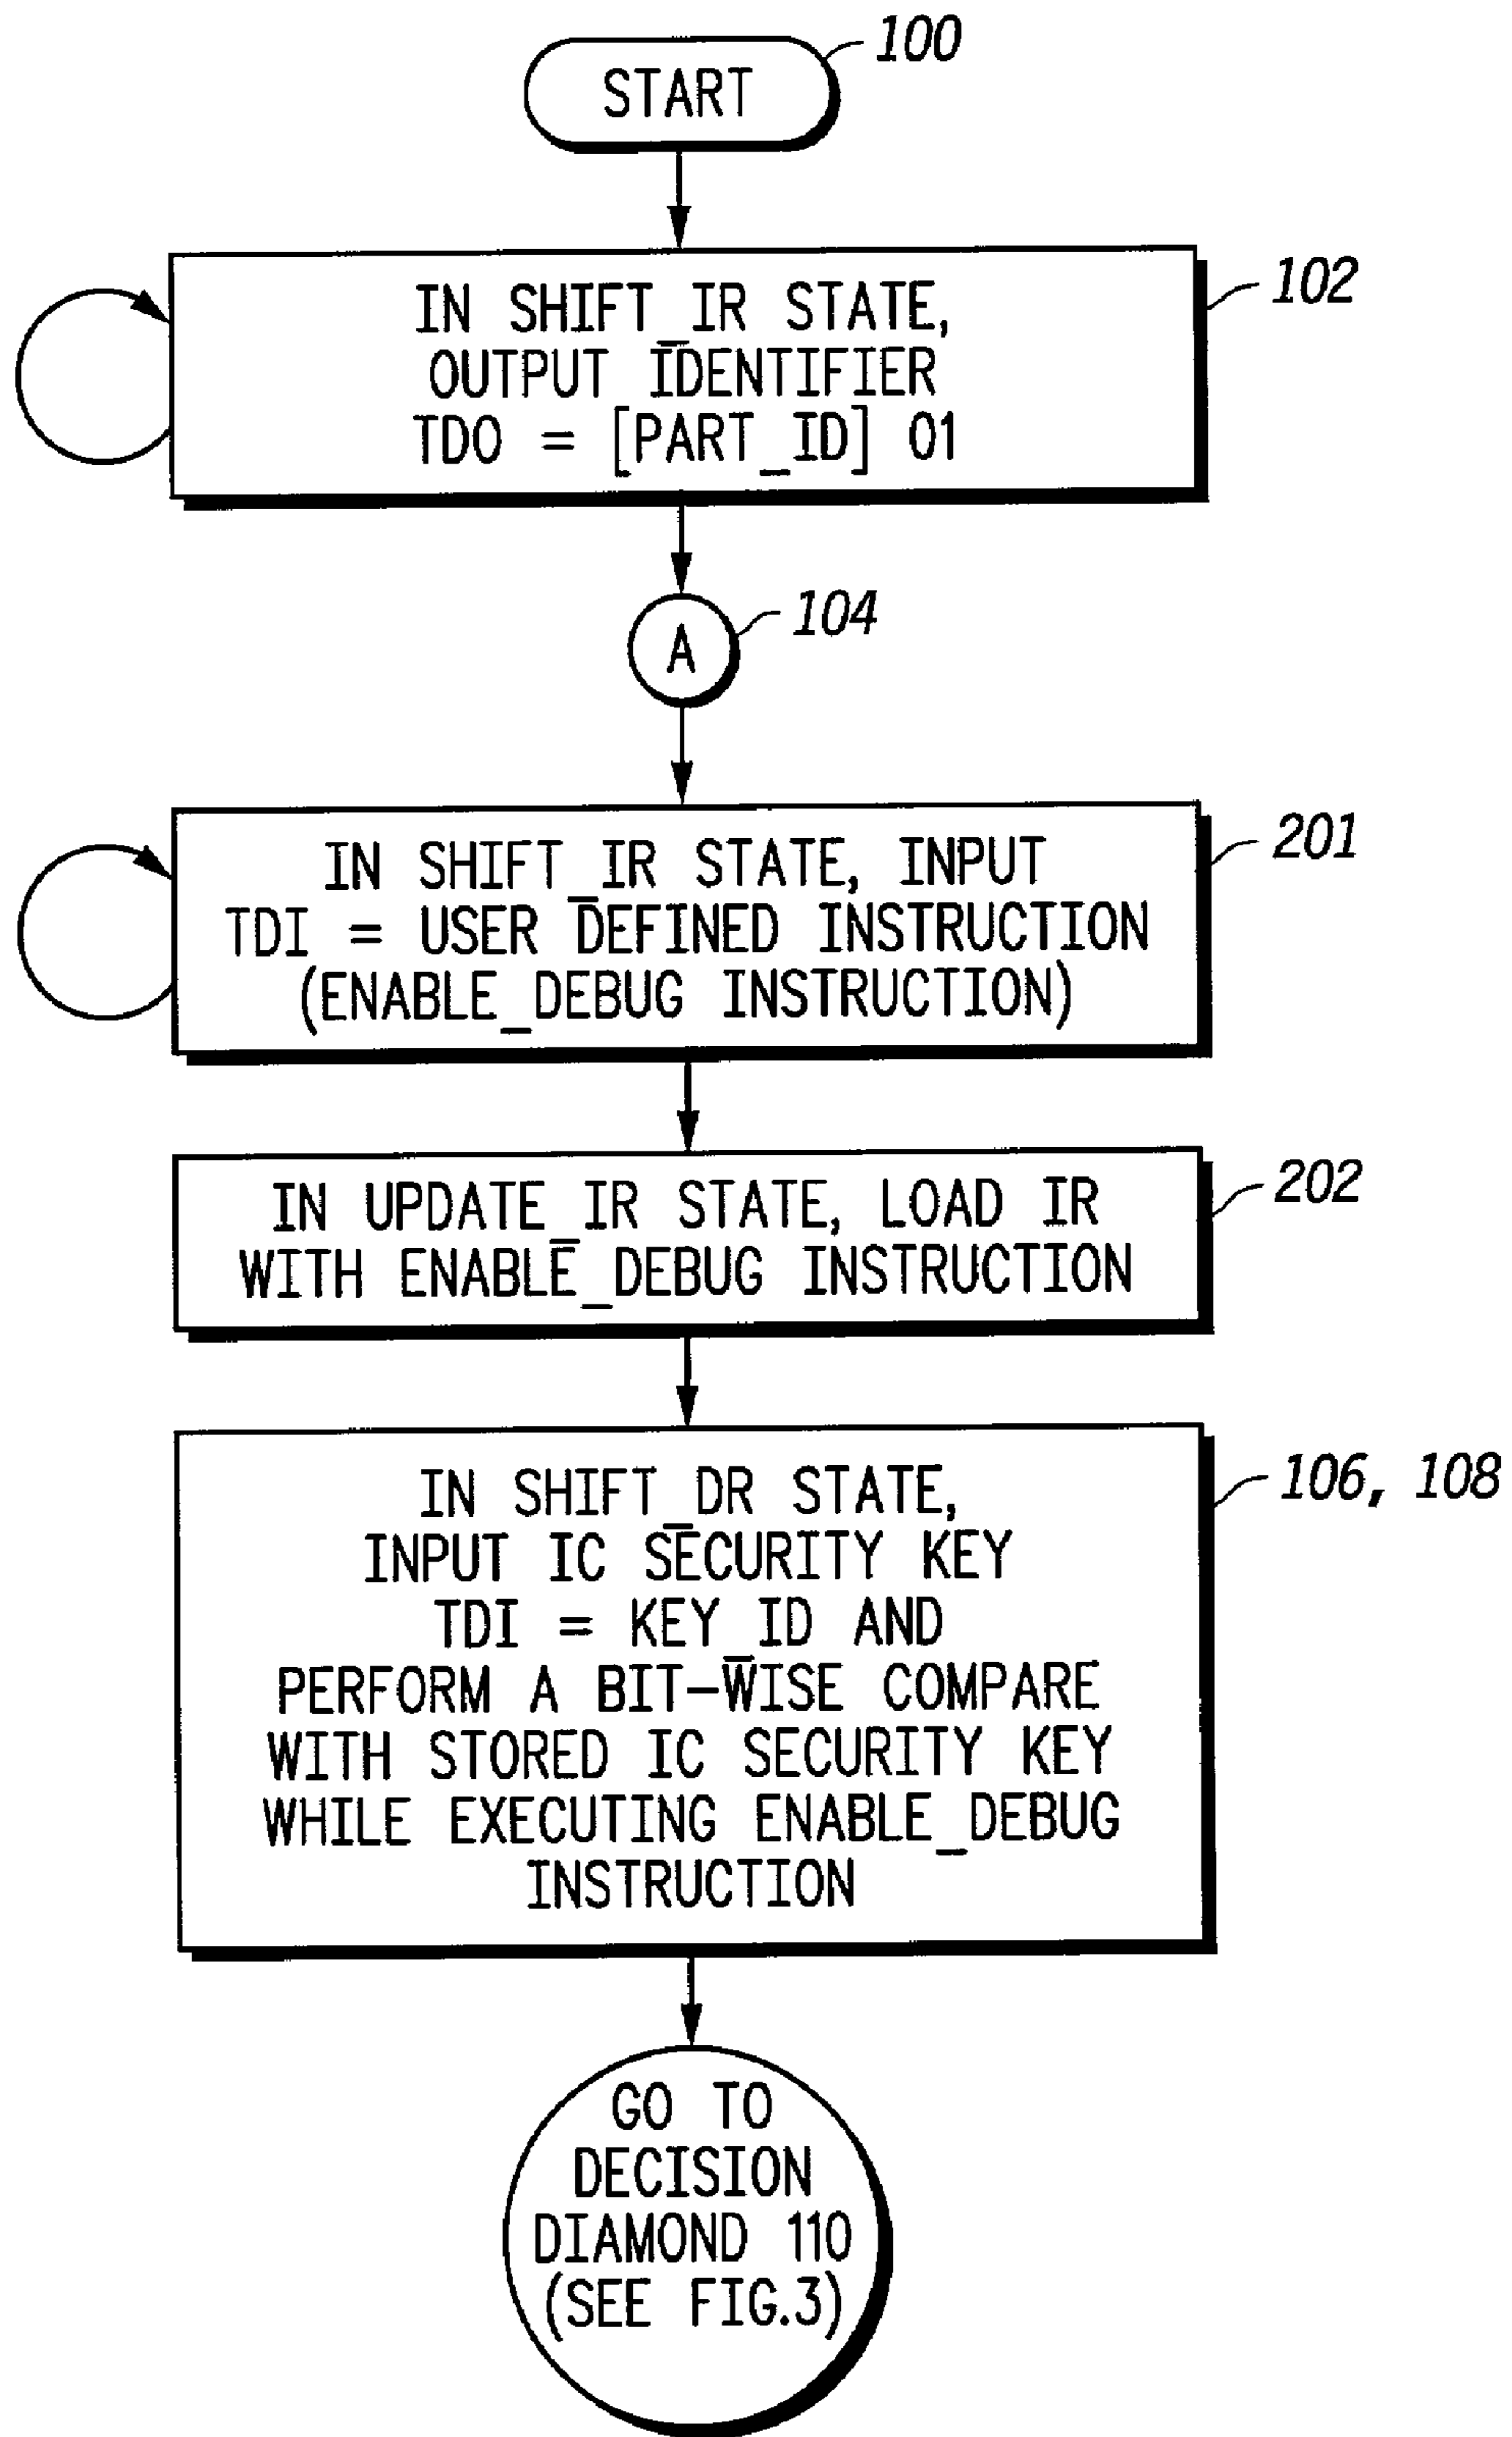 100
START
102
IN SHIFT_IR STATE,
OUTPUT IDENTIFIER
TDO = [PART_ID] 01
104
A
201
IN SHIFT_IR STATE, INPUT
TDI = USER DEFINED INSTRUCTION
(ENABLE_DEBUG INSTRUCTION)
202
IN UPDATE_IR STATE, LOAD IR
WITH ENABLE_DEBUG INSTRUCTION
106, 108
IN SHIFT_DR STATE,
INPUT IC SECURITY KEY
TDI = KEY_ID AND
PERFORM A BIT-WISE COMPARE
WITH STORED IC SECURITY KEY
WHILE EXECUTING ENABLE_DEBUG
INSTRUCTION
GO TO
DECISION
DIAMOND 110
(SEE FIG.3)